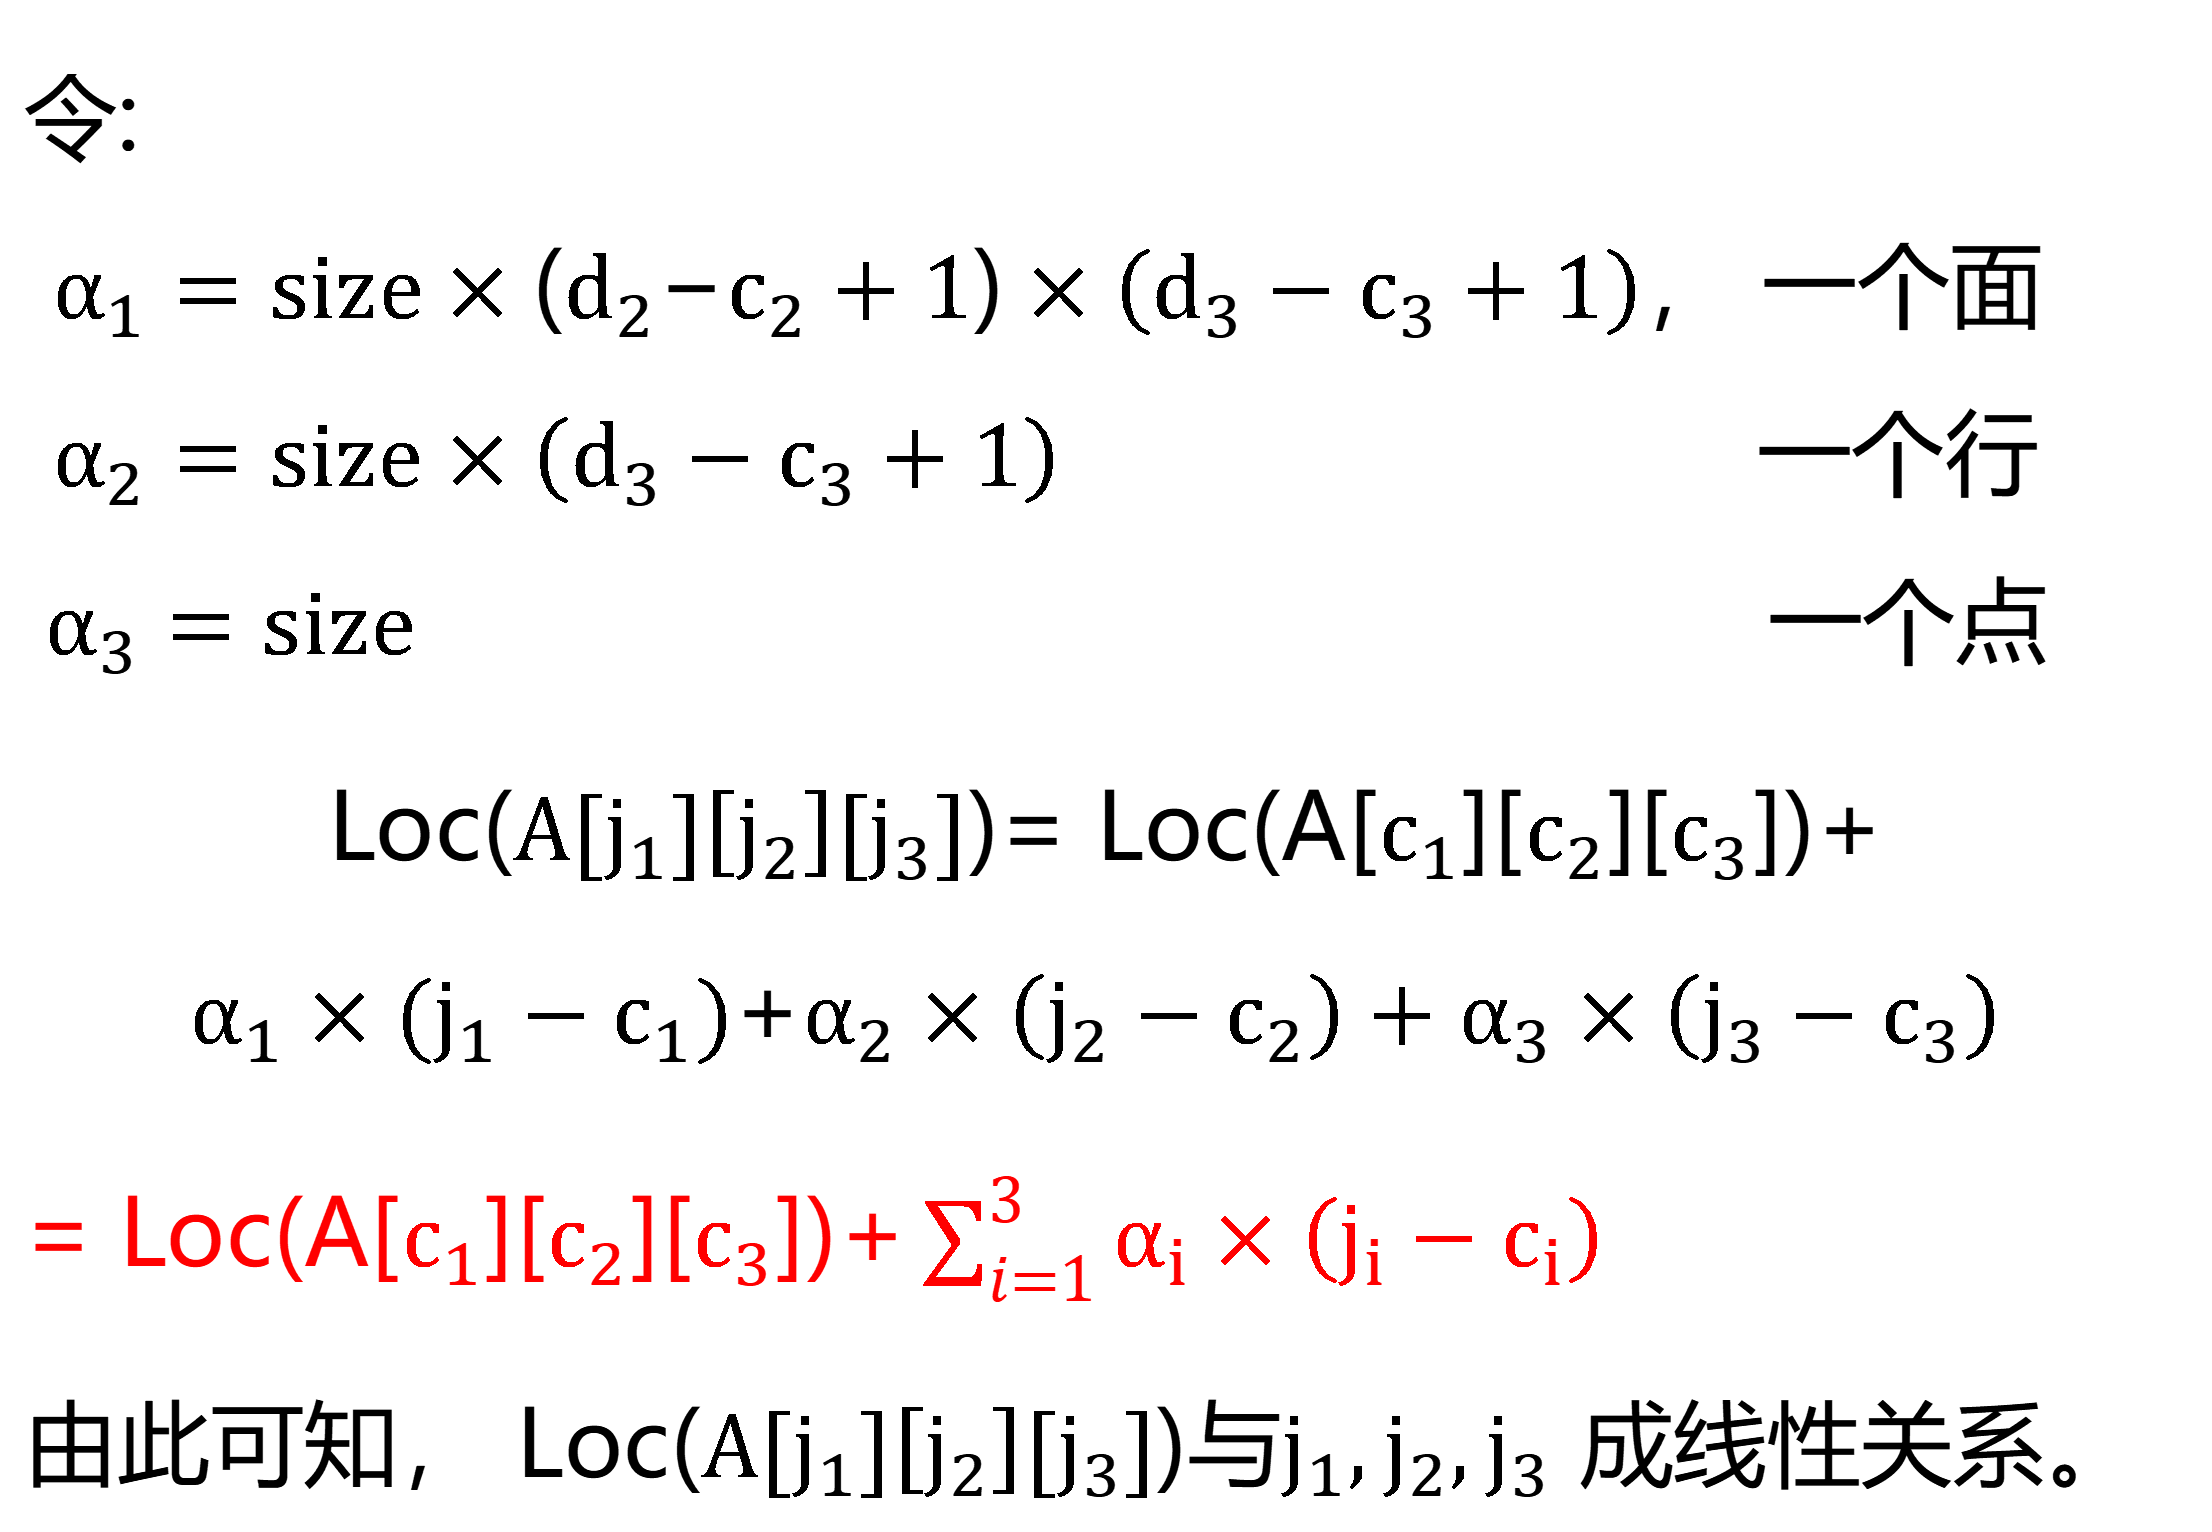 令:
α₁ = size × (d₂−c₂ + 1) × (d₃ − c₃ + 1), 一个面
α₂ = size × (d₃ − c₃ + 1) 一个行
α₃ = size 一个点
Loc(A[j₁][j₂][j₃])= Loc(A[c₁][c₂][c₃])+
α₁ × (j₁ − c₁)+α₂ × (j₂ − c₂) + α₃ × (j₃ − c₃)
= Loc(A[c₁][c₂][c₃])+ ∑³ᵢ₌₁ αᵢ × (jᵢ − cᵢ)
由此可知, Loc(A[j₁][j₂][j₃])与j₁, j₂, j₃ 成线性关系。